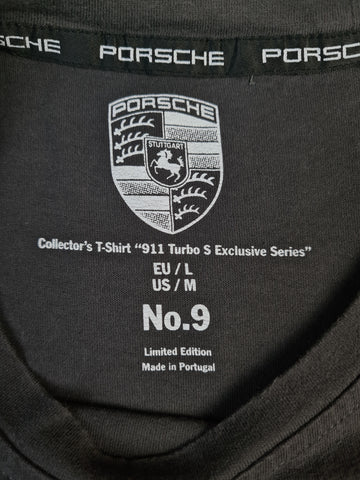 SCHE PORSCHE PORSCHE
PORSCHE
STUTTGART
Collector's T-Shirt “911 Turbo S Exclusive Series”
EU / L
US / M
No.9
Limited Edition
Made in Portugal